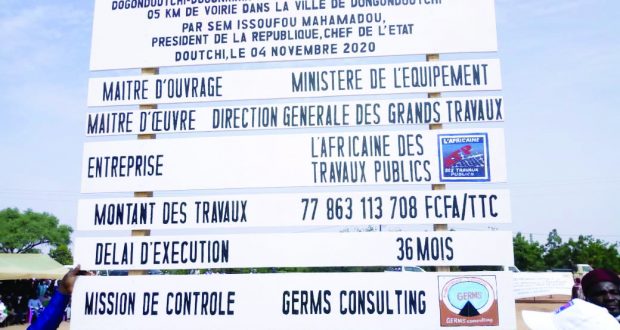 05 KM DE VOIRIE DANS LA VILLE DE DONGONDOUTCHI
PAR SEM ISSOUFOU MAHAMADOU,
PRESIDENT DE LA REPUBLIQUE, CHEF DE L'ETAT
DOUTCHI, LE 04 NOVEMBRE 2020
MAITRE D'OUVRAGE MINISTERE DE L'EQUIPEMENT
MAITRE D'ŒUVRE DIRECTION GENERALE DES GRANDS TRAVAUX
ENTREPRISE L'AFRICAINE DES TRAVAUX PUBLICS
L'AFRICAINE
DES TRAVAUX
PUBLICS
MONTANT DES TRAVAUX 77 863 113 708 FCFA/TTC
DELAI D'EXECUTION 36 MOIS
MISSION DE CONTROLE GERMS CONSULTING
GERMS
GERMS consulting